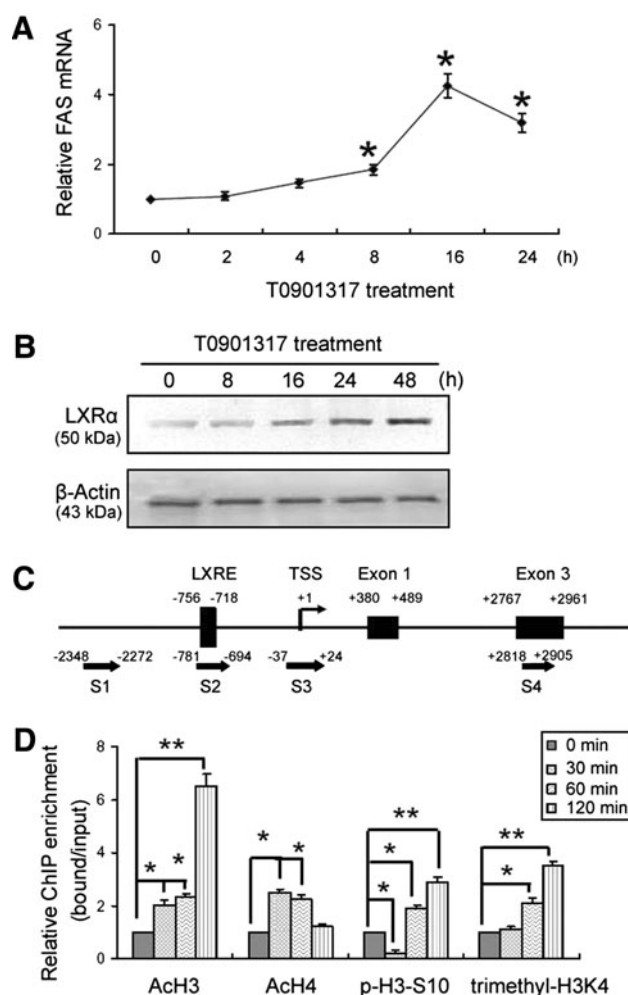 A
Relative FAS mRNA
6
4
2
0
*
*
*
0 2 4 8 16 24 (h)
T0901317 treatment
B
T0901317 treatment
0 8 16 24 48 (h)
LXRα
(50 kDa)
β-Actin
(43 kDa)
C
LXRE TSS Exon 1 Exon 3
-756 -718 +1 +380 +489 +2767 +2961
-2348 -2272 -781 -694 -37 +24 +2818 +2905
S1 S2 S3 S4
D
Relative ChIP enrichment
(bound/input)
8
6
4
2
0
0 min
30 min
60 min
120 min
**
* *
* *
**
*
*
**
*
AcH3 AcH4 p-H3-S10 trimethyl-H3K4